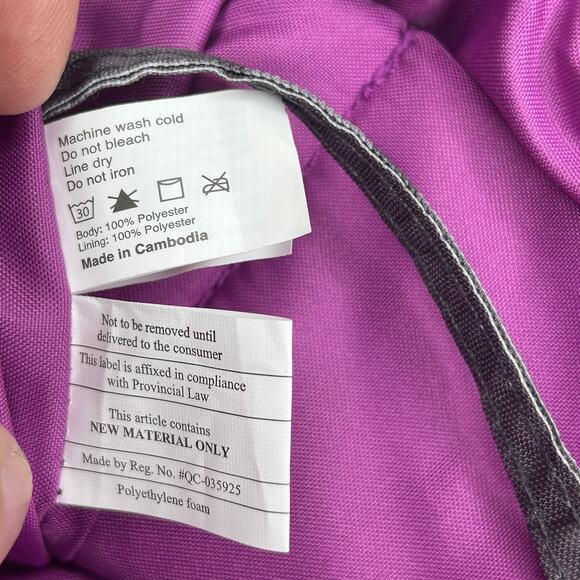 Machine wash cold
Do not bleach
Line dry
Do not iron
30
Body: 100% Polyester
Lining: 100% Polyester
Made in Cambodia
Not to be removed until
delivered to the consumer
This label is affixed in compliance
with Provincial Law
This article contains
NEW MATERIAL ONLY
Made by Reg. No. #QC-035925
Polyethylene foam